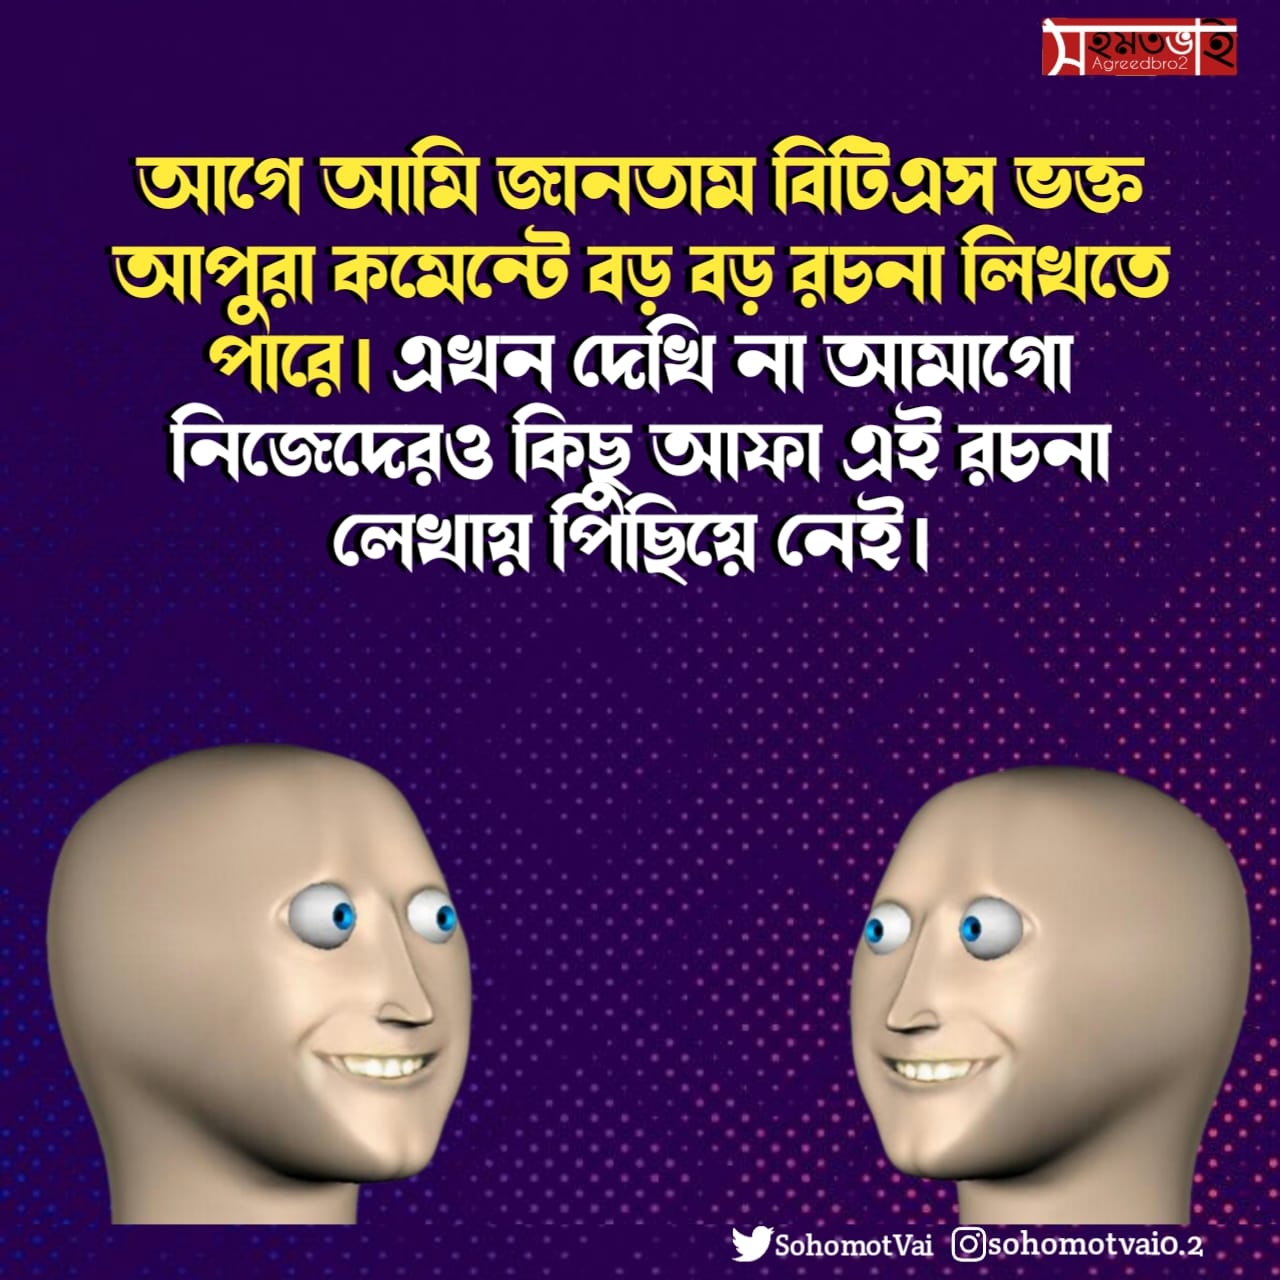 সহমতভাই
Agreedbro2
আগে আমি জানতাম বিটিএস ভক্ত
আপুরা কমেন্টে বড় বড় রচনা লিখতে
পারে। এখন দেখি না আমাগো
নিজেদেরও কিছু আফা এই রচনা
লেখায় পিছিয়ে নেই।
SohomotVai sohomotvai0.2